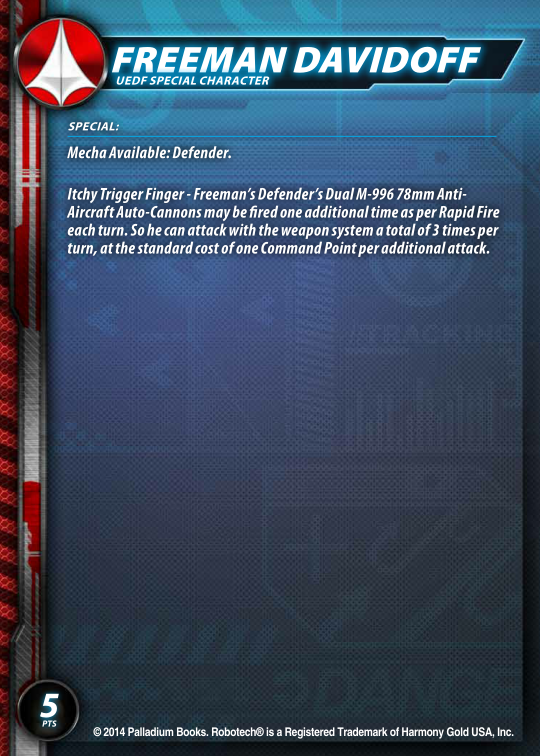 FREEMAN DAVIDOFF
UEDF SPECIAL CHARACTER
SPECIAL:
Mecha Available: Defender.
Itchy Trigger Finger - Freeman's Defender's Dual M-996 78mm Anti-
Aircraft Auto-Cannons may be fired one additional time as per Rapid Fire
each turn. So he can attack with the weapon system a total of 3 times per
turn, at the standard cost of one Command Point per additional attack.
TRACKING
5
PTS
© 2014 Palladium Books. Robotech® is a Registered Trademark of Harmony Gold USA, Inc.